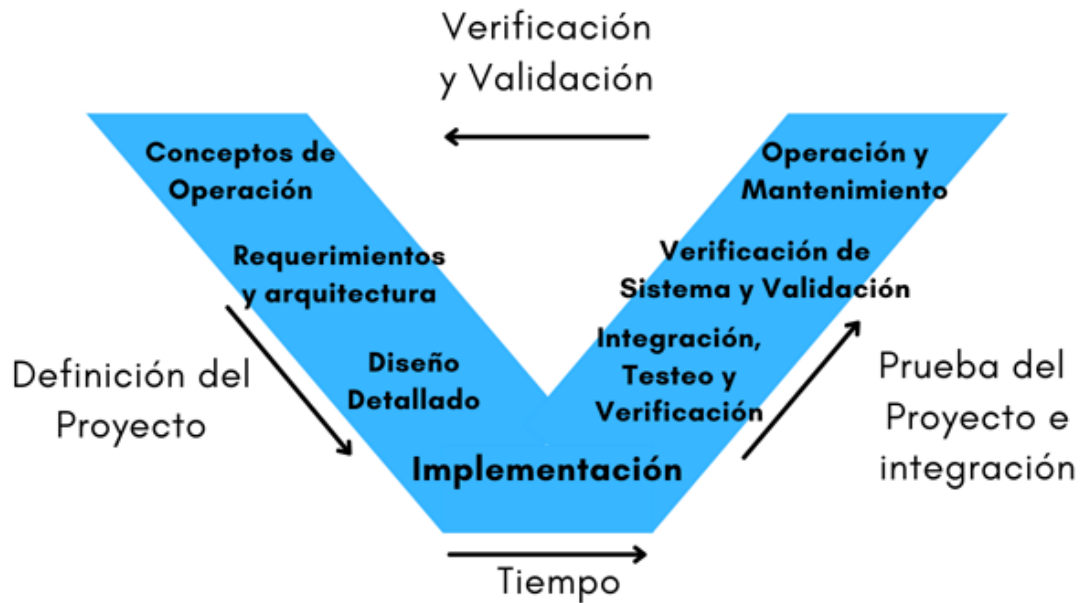 Verificación
y Validación
Conceptos de
Operación
Requerimientos
y arquitectura
Diseño
Detallado
Definición del
Proyecto
Implementación
Tiempo
Integración,
Testeo y
Verificación
Verificación de
Sistema y Validación
Operación y
Mantenimiento
Prueba del
Proyecto e
integración